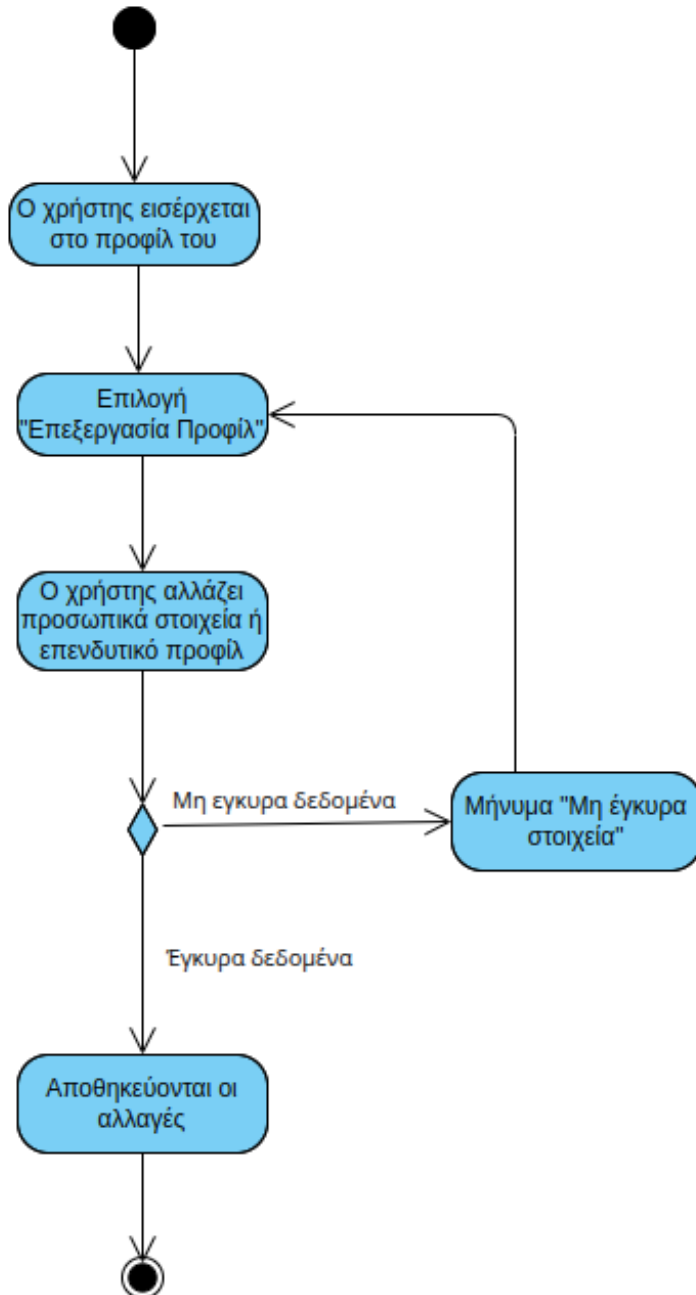 Ο χρήστης εισέρχεται
στο προφίλ του
Επιλογή
"Επεξεργασία Προφίλ"
Ο χρήστης αλλάζει
προσωπικά στοιχεία ή
επενδυτικό προφίλ
Μη εγκυρα δεδομένα
Μήνυμα "Μη έγκυρα
στοιχεία"
Έγκυρα δεδομένα
Αποθηκεύονται οι
αλλαγές